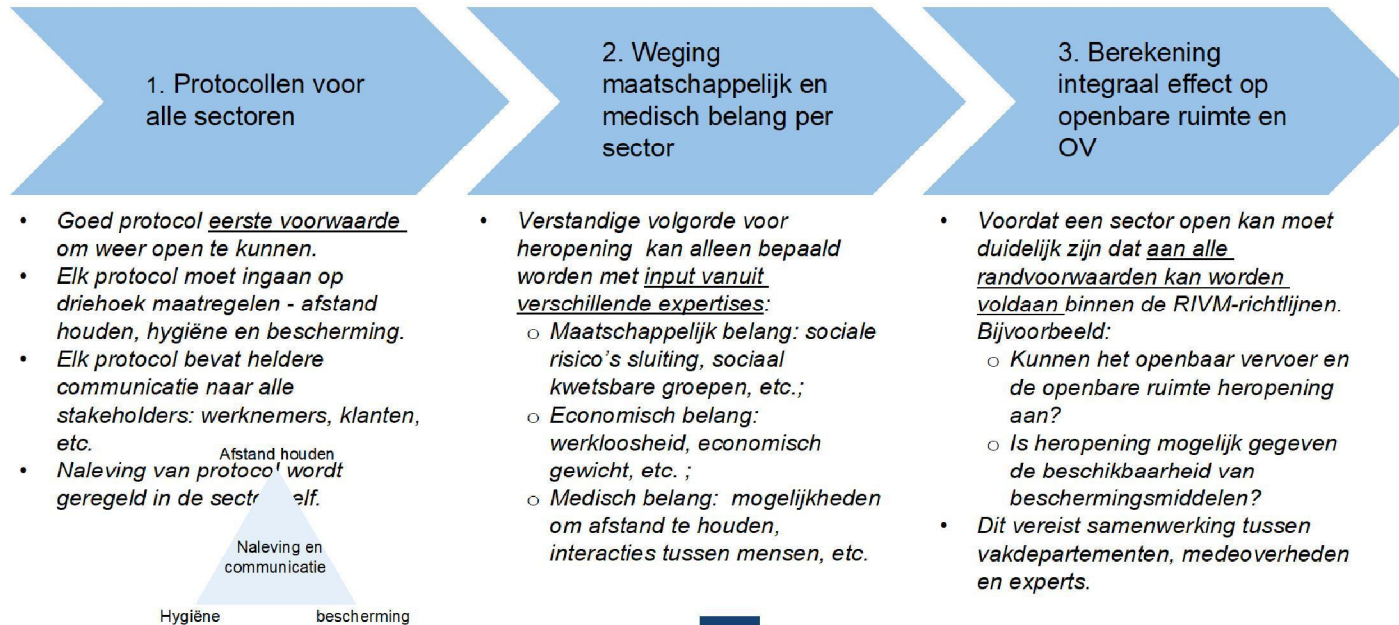 1. Protocollen voor
alle sectoren
2. Weging
maatschappelijk en
medisch belang per
sector
3. Berekening
integraal effect op
openbare ruimte en
OV
• Goed protocol eerste voorwaarde
om weer open te kunnen.
• Elk protocol moet ingaan op
driehoek maatregelen - afstand
houden, hygiëne en bescherming.
• Elk protocol bevat heldere
communicatie naar alle
stakeholders: werknemers, klanten,
etc.
• Naleving van protocol wordt
geregeld in de sector zelf.
Afstand houden
Naleving en
communicatie
Hygiëne
bescherming
• Verstandige volgorde voor
heropening kan alleen bepaald
worden met input vanuit
verschillende expertises:
o Maatschappelijk belang: sociale
risico's sluiting, sociaal
kwetsbare groepen, etc.;
o Economisch belang:
werkloosheid, economisch
gewicht, etc. ;
o Medisch belang: mogelijkheden
om afstand te houden,
interacties tussen mensen, etc.
• Voordat een sector open kan moet
duidelijk zijn dat aan alle
randvoorwaarden kan worden
voldaan binnen de RIVM-richtlijnen.
Bijvoorbeeld:
o Kunnen het openbaar vervoer en
de openbare ruimte heropening
aan?
o Is heropening mogelijk gegeven
de beschikbaarheid van
beschermingsmiddelen?
• Dit vereist samenwerking tussen
vakdepartementen, medeoverheden
en experts.